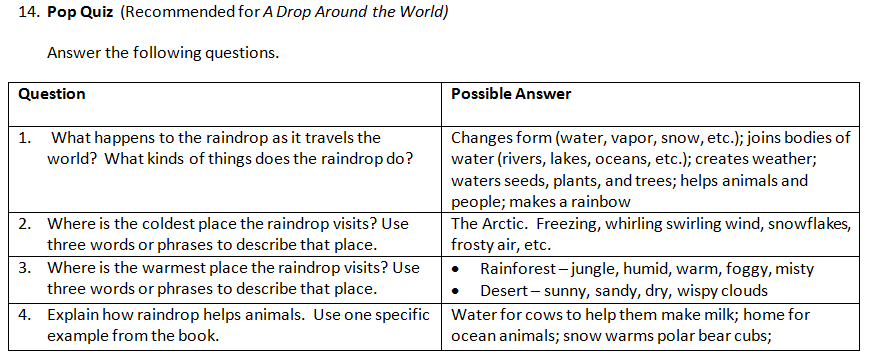 14. Pop Quiz (Recommended for A Drop Around the World)
Answer the following questions.
Question
Possible Answer
1. What happens to the raindrop as it travels the
world? What kinds of things does the raindrop do?
Changes form (water, vapor, snow, etc.); joins bodies of
water (rivers, lakes, oceans, etc.); creates weather;
waters seeds, plants, and trees; helps animals and
people; makes a rainbow
2. Where is the coldest place the raindrop visits? Use
three words or phrases to describe that place.
The Arctic. Freezing, whirling swirling wind, snowflakes,
frosty air, etc.
3. Where is the warmest place the raindrop visits? Use
three words or phrases to describe that place.
• Rainforest – jungle, humid, warm, foggy, misty
• Desert – sunny, sandy, dry, wispy clouds
4. Explain how raindrop helps animals. Use one specific
example from the book.
Water for cows to help them make milk; home for
ocean animals; snow warms polar bear cubs;